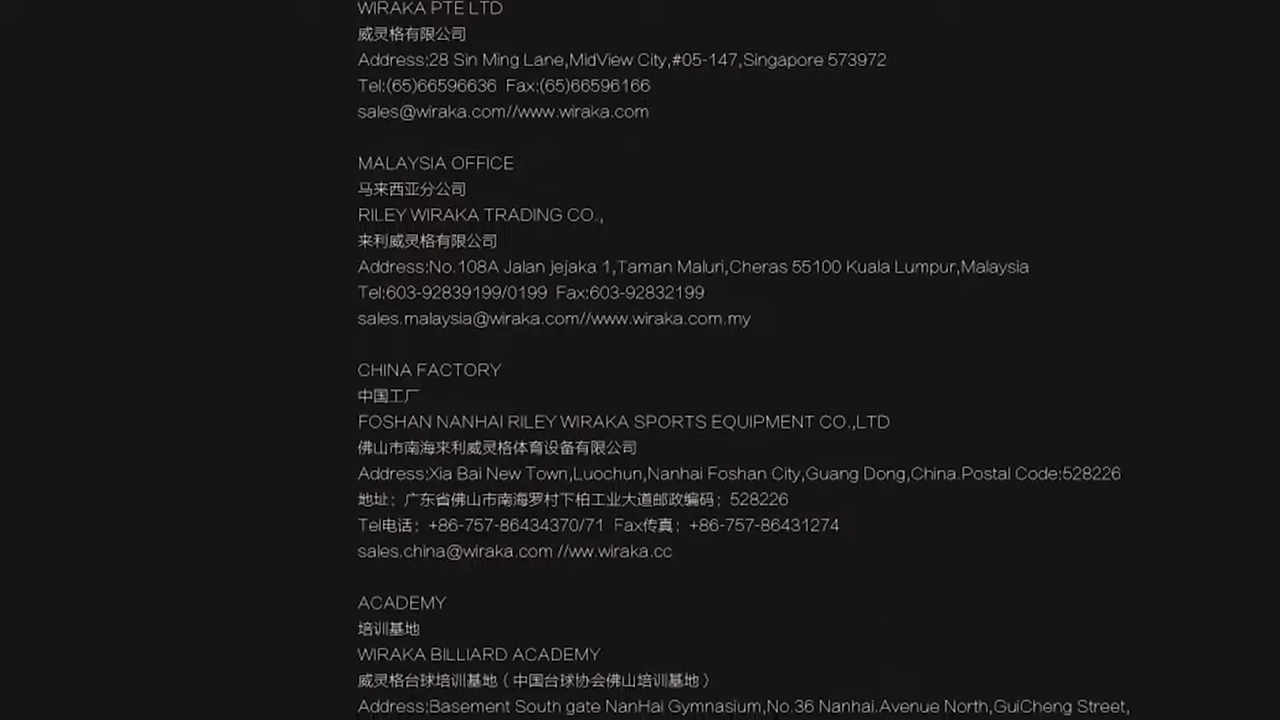 WIRAKA PTE LTD
威灵格有限公司
Address:28 Sin Ming Lane,MidView City,#05-147,Singapore 573972
Tel:(65)66596636  Fax:(65)66596166
sales@wiraka.com//www.wiraka.com
MALAYSIA OFFICE
马来西亚分公司
RILEY WIRAKA TRADING CO.,
来利威灵格有限公司
Address:No.108A Jalan jejaka 1,Taman Maluri,Cheras 55100 Kuala Lumpur,Malaysia
Tel:603-92839199/0199  Fax:603-92832199
sales.malaysia@wiraka.com//www.wiraka.com.my
CHINA FACTORY
中国工厂
FOSHAN NANHAI RILEY WIRAKA SPORTS EQUIPMENT CO.,LTD
佛山市南海来利威灵格体育设备有限公司
Address:Xia Bai New Town,Luochun,Nanhai Foshan City,Guang Dong,China.Postal Code:528226
地址：广东省佛山市南海罗村下柏工业大道邮政编码：528226
Tel电话：+86-757-86434370/71  Fax传真：+86-757-86431274
sales.china@wiraka.com //ww.wiraka.cc
ACADEMY
培训基地
WIRAKA BILLIARD ACADEMY
威灵格台球培训基地（中国台球协会佛山培训基地）
Address:Basement South gate NanHai Gymnasium,No.36 Nanhai.Avenue North,GuiCheng Street,